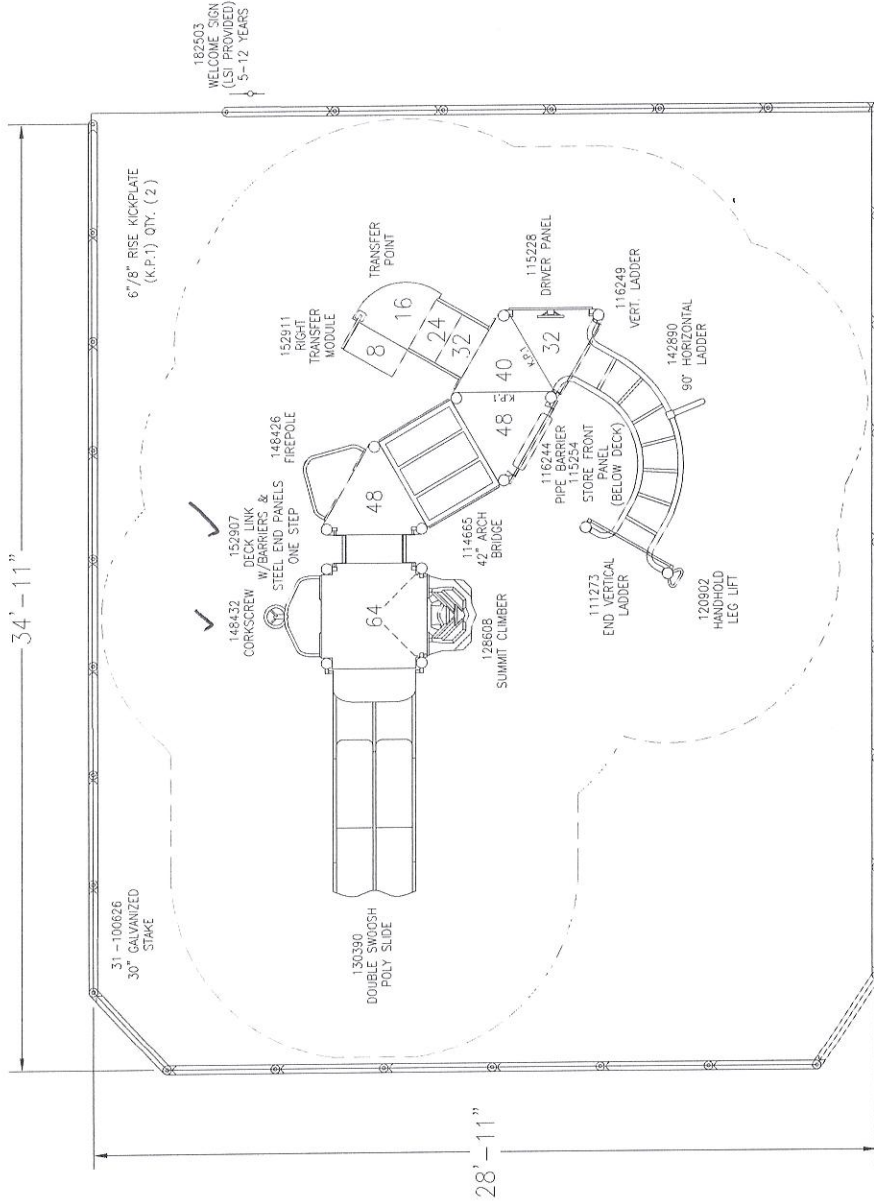 34'-11"
28'-11"
182503
WELCOME SIGN
(LSI PROVIDED)
5-12 YEARS
6"/8" RISE KICKPLATE
(K.P.1) QTY. (2)
31-100626
30" GALVANIZED
STAKE
152911
RIGHT
TRANSFER
MODULE
TRANSFER
POINT
8
16
24
32
148426
FIREPOLE
152907
DECK LINK
W/BARRIERS &
STEEL END PANELS
ONE STEP
148432
CORKSCREW
115228
DRIVER PANEL
40
32
K.P.1
K.P.1
48
48
64
116249
VERT. LADDER
142890
90° HORIZONTAL
LADDER
116244
PIPE BARRIER
115254
STORE FRONT
PANEL
(BELOW DECK)
114665
42" ARCH
BRIDGE
111273
END VERTICAL
LADDER
120902
HANDHOLD
LEG LIFT
128608
SUMMIT CLIMBER
130390
DOUBLE SWOOSH
POLY SLIDE